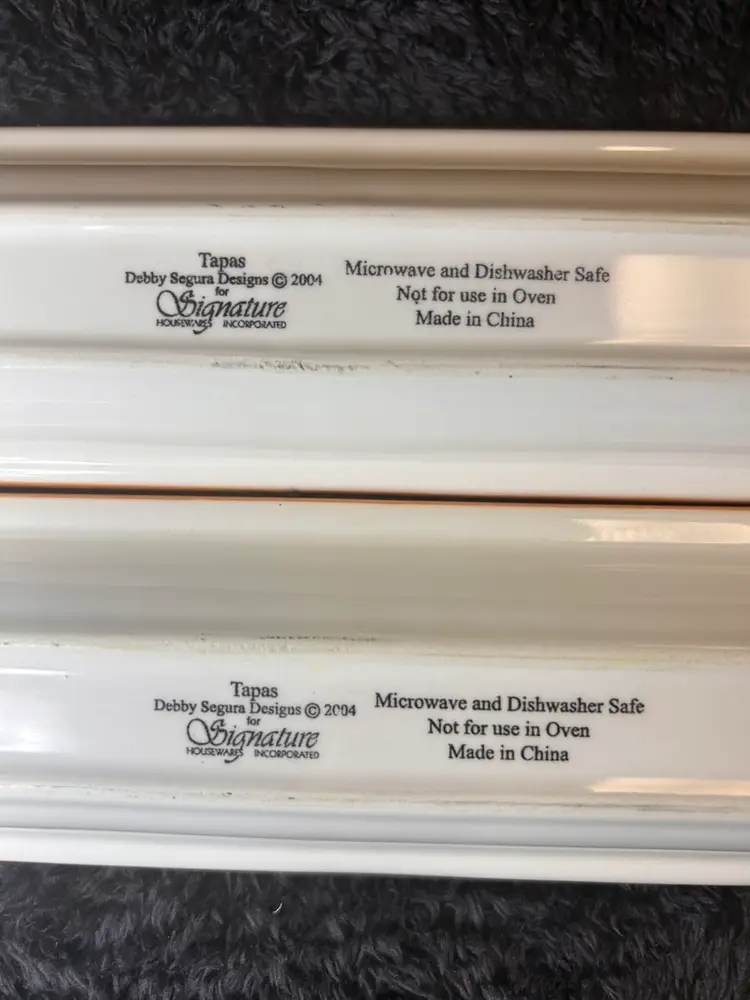 Tapas
Debby Segura Designs © 2004
for
Signature
HOUSEWARES INCORPORATED
Microwave and Dishwasher Safe
Not for use in Oven
Made in China
Tapas
Debby Segura Designs © 2004
for
Signature
HOUSEWARES INCORPORATED
Microwave and Dishwasher Safe
Not for use in Oven
Made in China